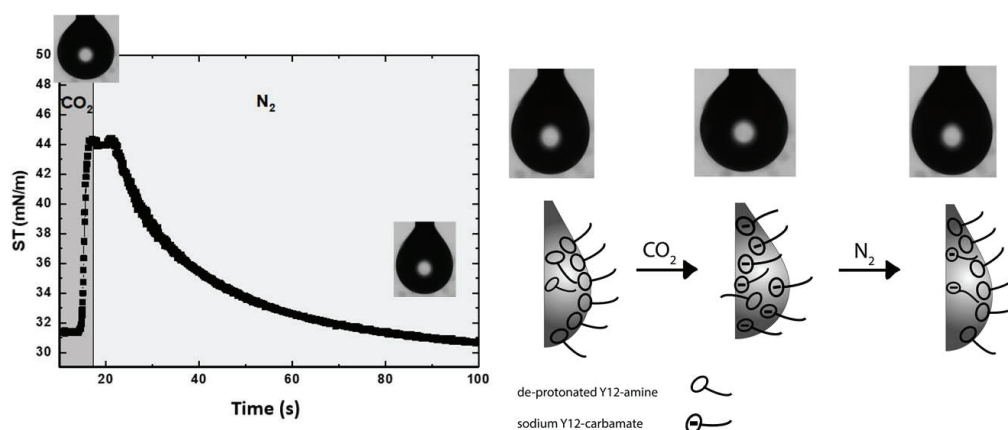 50
48
46
44
42
40
38
36
34
32
30
ST (mN/m)
CO₂
N₂
20
40
60
80
100
Time (s)
CO₂
N₂
de-protonated Y12-amine
sodium Y12-carbamate